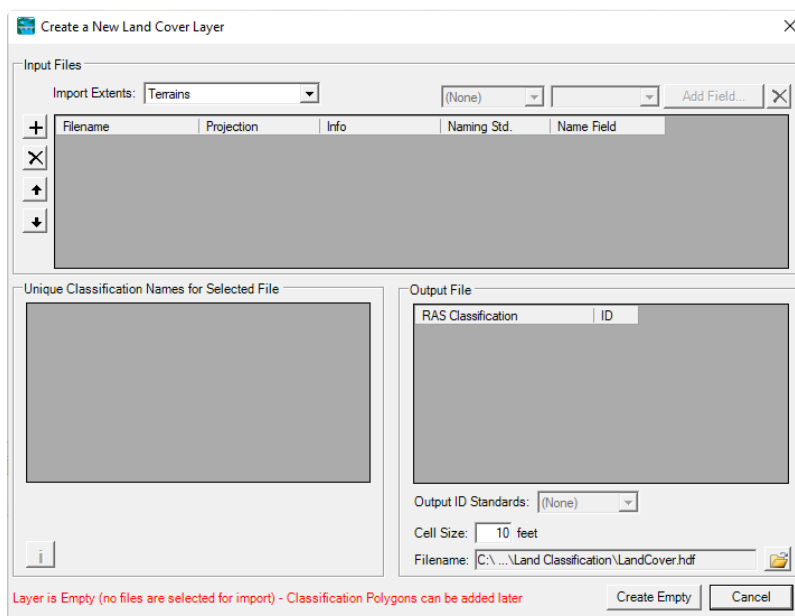 Create a New Land Cover Layer
Input Files
Import Extents: Terrains (None) Add Field...
Filename Projection Info Naming Std. Name Field
Unique Classification Names for Selected File
Output File
RAS Classification ID
Output ID Standards: (None)
Cell Size: 10 feet
Filename: C:\ ...\Land Classification\LandCover.hdf
Layer is Empty (no files are selected for import) - Classification Polygons can be added later
Create Empty Cancel